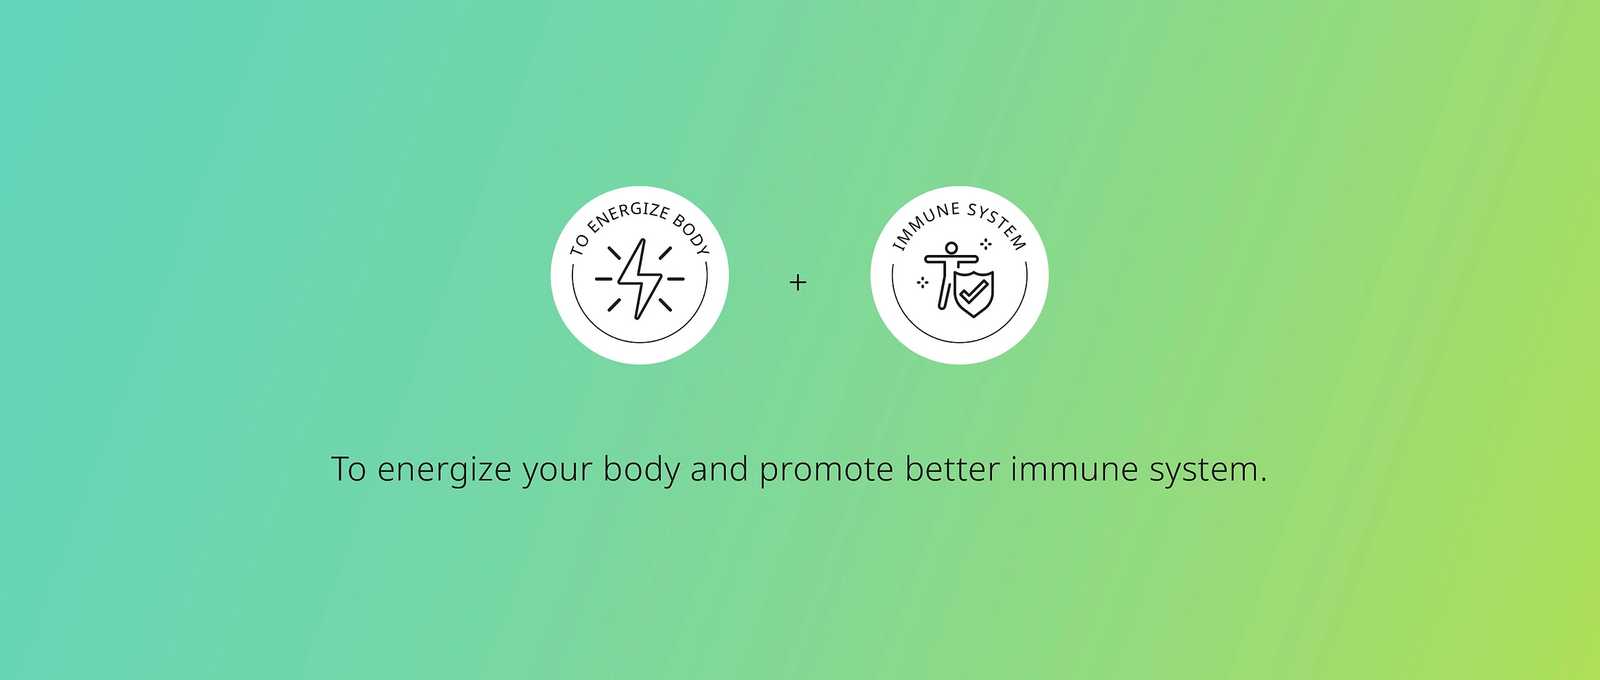 TO ENERGIZE BODY
+
IMMUNE SYSTEM
To energize your body and promote better immune system.